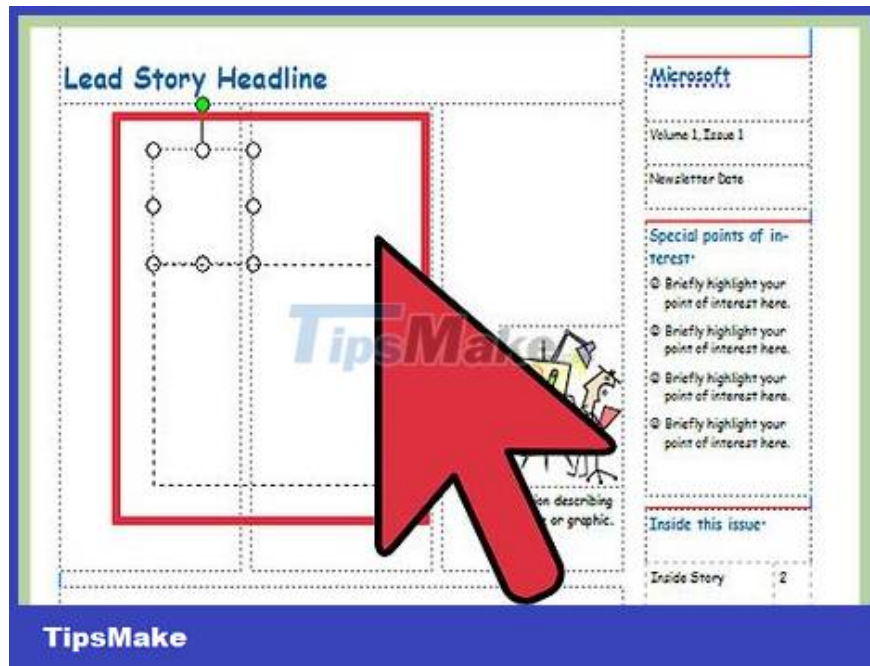 Lead Story Headline
Microsoft
Volume 1, Issue 1
Newsletter Date
Special points of in-
terest·
Briefly highlight your
point of interest here.
Briefly highlight your
point of interest here.
Briefly highlight your
point of interest here.
Briefly highlight your
point of interest here.
TipsMake
describing
or graphic.
Inside this issue·
Inside Story 2
TipsMake